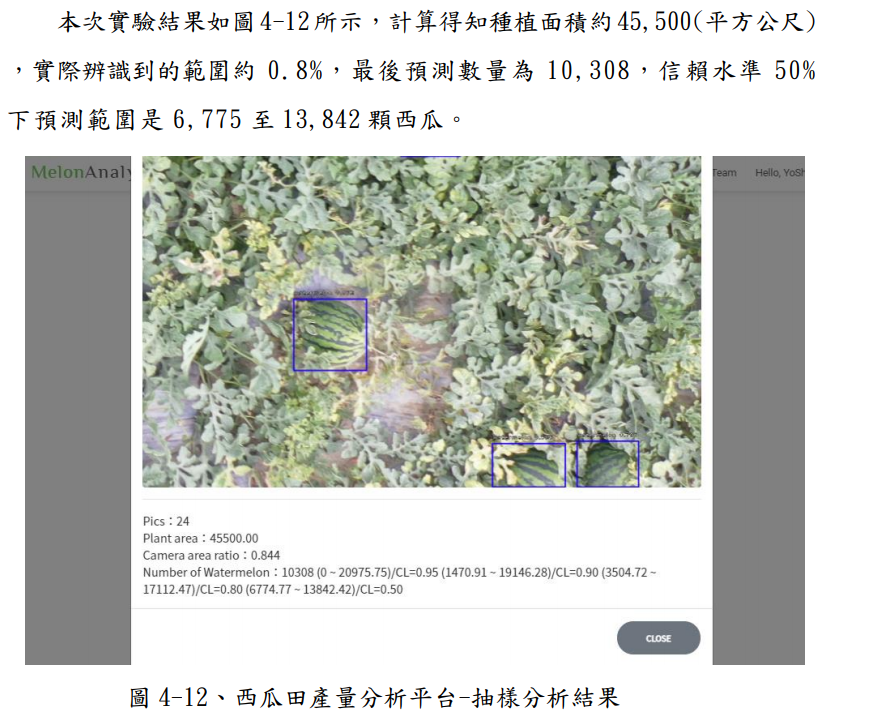 本次實驗結果如圖4-12所示，計算得知種植面積約45,500(平方公尺)
，實際辨識到的範圍約 0.8%，最後預測數量為 10,308，信賴水準 50%
下預測範圍是 6,775 至 13,842 顆西瓜。
MelonAnaly
Team Hello, YoSh
Pics：24
Plant area：45500.00
Camera area ratio：0.844
Number of Watermelon：10308 (0 ~ 20975.75)/CL=0.95 (1470.91 ~ 19146.28)/CL=0.90 (3504.72 ~
17112.47)/CL=0.80 (6774.77 ~ 13842.42)/CL=0.50
CLOSE
圖 4-12、西瓜田產量分析平台-抽樣分析結果